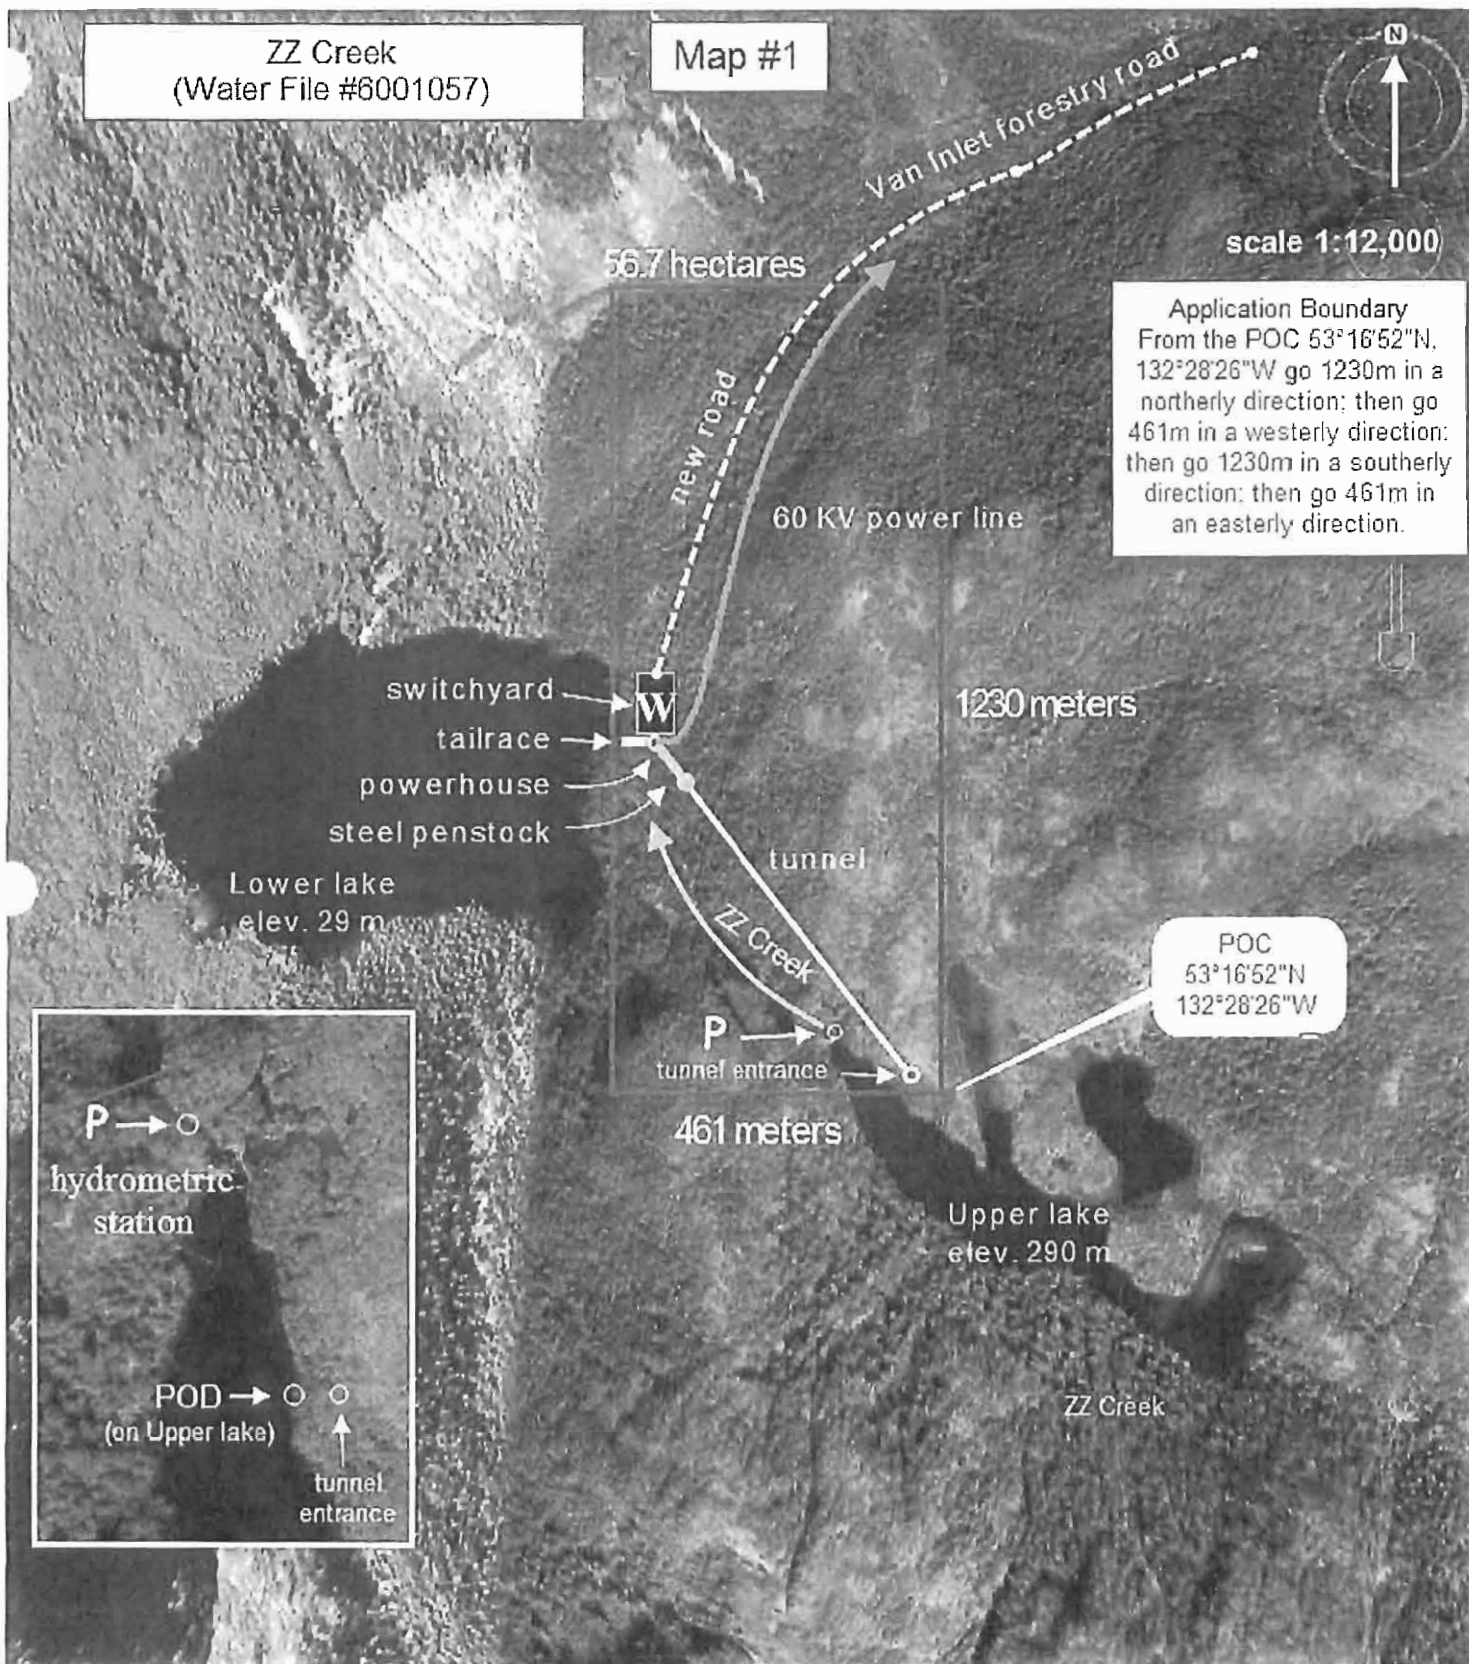 ZZ Creek
(Water File #6001057)
Map #1
N
Van Inlet forestry road
scale 1:12,000
56.7 hectares
Application Boundary
From the POC 53°16'52"N,
132°28'26"W go 1230m in a
northerly direction; then go
461m in a westerly direction;
then go 1230m in a southerly
direction; then go 461m in
an easterly direction.
new road
60 KV power line
switchyard
W
1230 meters
tailrace
powerhouse
steel penstock
tunnel
Lower lake
elev. 29 m
ZZ Creek
POC
53°16'52"N
132°28'26"W
P
tunnel entrance
461 meters
Upper lake
elev. 290 m
ZZ Creek
P
hydrometric
station
POD
(on Upper lake)
tunnel
entrance